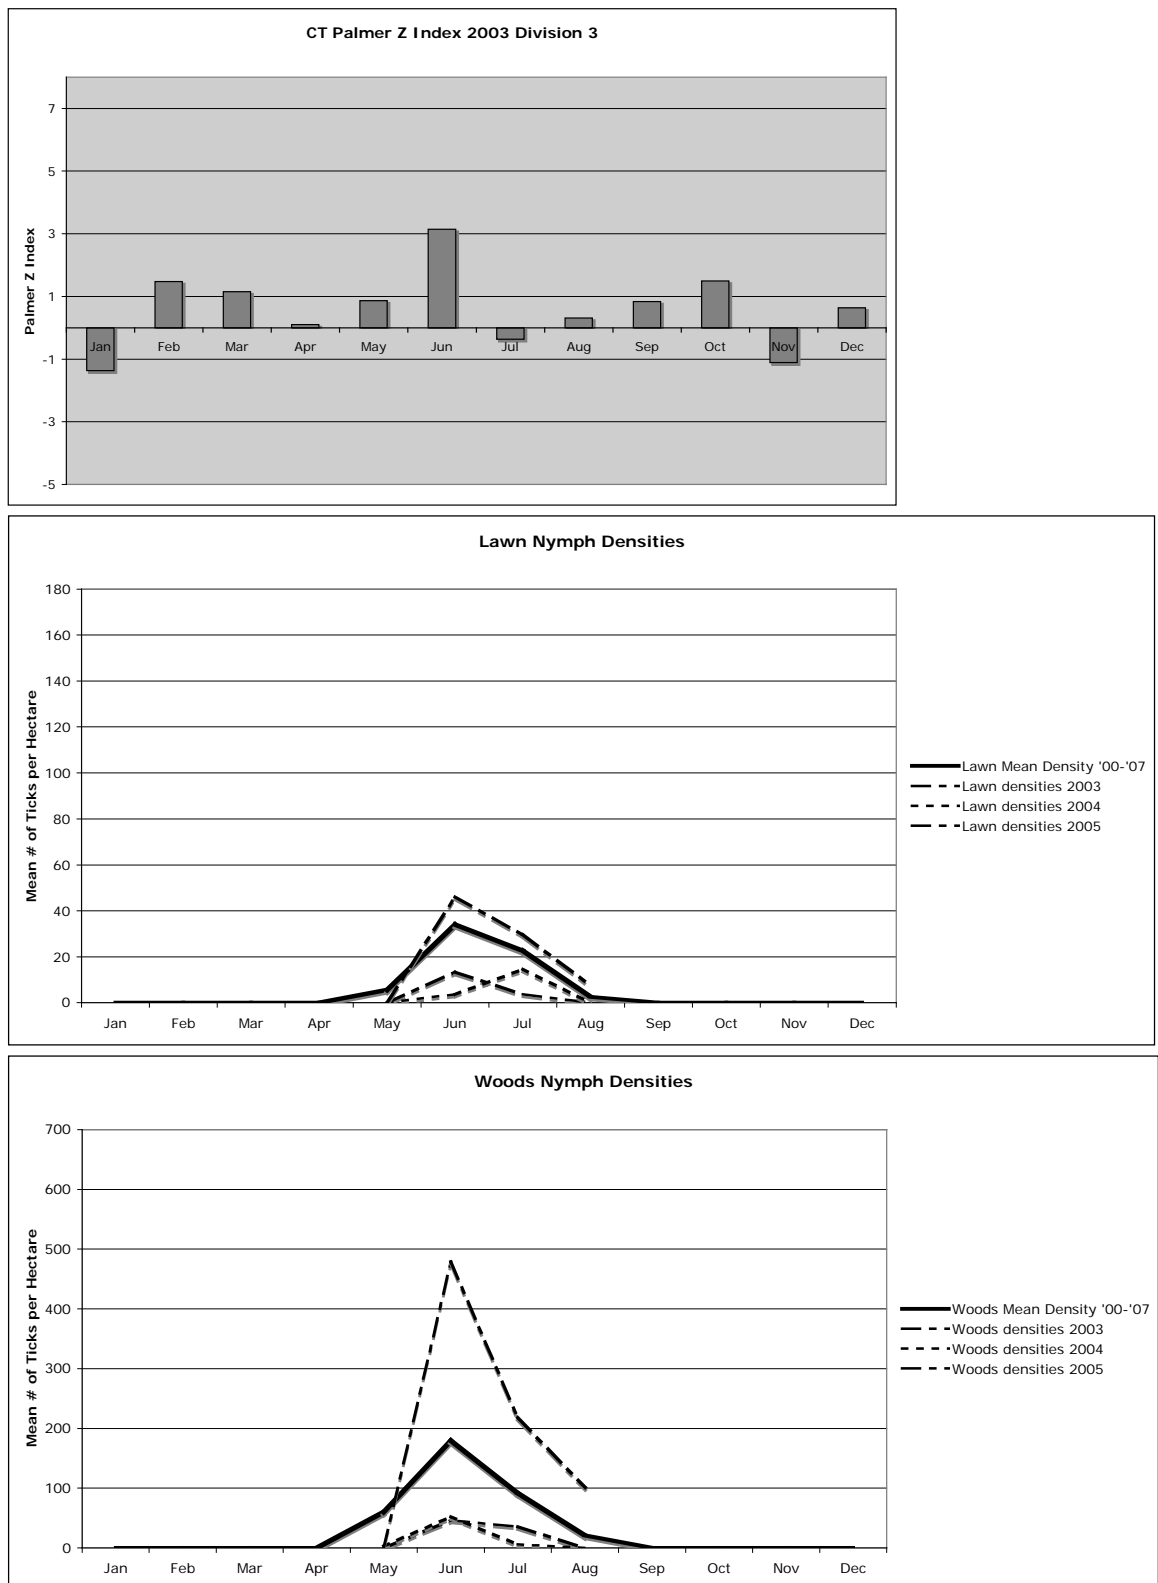 CT Palmer Z Index 2003 Division 3
Palmer Z Index
7
5
3
1
-1
-3
-5
Jan Feb Mar Apr May Jun Jul Aug Sep Oct Nov Dec
Lawn Nymph Densities
Mean # of Ticks per Hectare
180
160
140
120
100
80
60
40
20
0
Jan Feb Mar Apr May Jun Jul Aug Sep Oct Nov Dec
Lawn Mean Density '00-'07
Lawn densities 2003
Lawn densities 2004
Lawn densities 2005
Woods Nymph Densities
Mean # of Ticks per Hectare
700
600
500
400
300
200
100
0
Jan Feb Mar Apr May Jun Jul Aug Sep Oct Nov Dec
Woods Mean Density '00-'07
Woods densities 2003
Woods densities 2004
Woods densities 2005